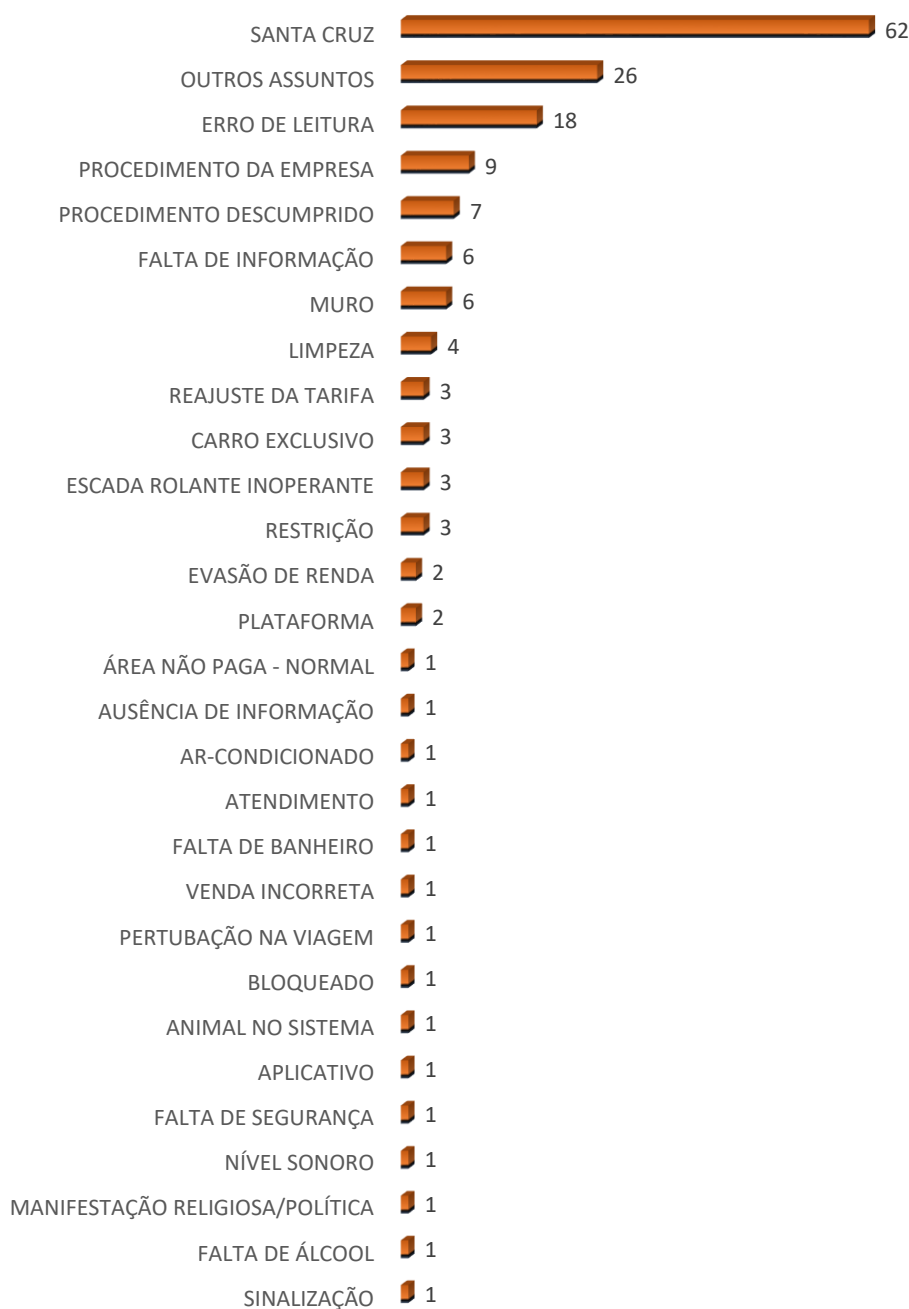 SANTA CRUZ 62
OUTROS ASSUNTOS 26
ERRO DE LEITURA 18
PROCEDIMENTO DA EMPRESA 9
PROCEDIMENTO DESCUMPRIDO 7
FALTA DE INFORMAÇÃO 6
MURO 6
LIMPEZA 4
REAJUSTE DA TARIFA 3
CARRO EXCLUSIVO 3
ESCADA ROLANTE INOPERANTE 3
RESTRIÇÃO 3
EVASÃO DE RENDA 2
PLATAFORMA 2
ÁREA NÃO PAGA - NORMAL 1
AUSÊNCIA DE INFORMAÇÃO 1
AR-CONDICIONADO 1
ATENDIMENTO 1
FALTA DE BANHEIRO 1
VENDA INCORRETA 1
PERTUBAÇÃO NA VIAGEM 1
BLOQUEADO 1
ANIMAL NO SISTEMA 1
APLICATIVO 1
FALTA DE SEGURANÇA 1
NÍVEL SONORO 1
MANIFESTAÇÃO RELIGIOSA/POLÍTICA 1
FALTA DE ÁLCOOL 1
SINALIZAÇÃO 1